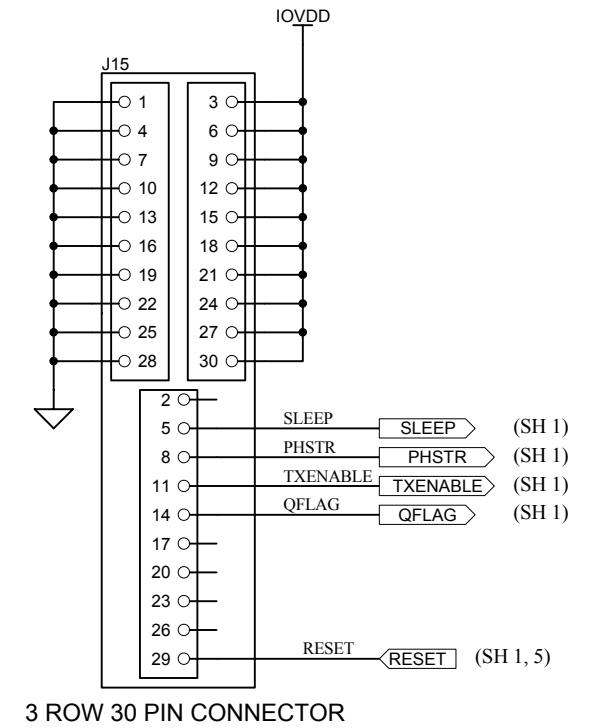 IOVDD
J15
1 3
4 6
7 9
10 12
13 15
16 18
19 21
22 24
25 27
28 30
2
5 SLEEP SLEEP (SH 1)
8 PHSTR PHSTR (SH 1)
11 TXENABLE TXENABLE (SH 1)
14 QFLAG QFLAG (SH 1)
17
20
23
26
29 RESET RESET (SH 1, 5)
3 ROW 30 PIN CONNECTOR